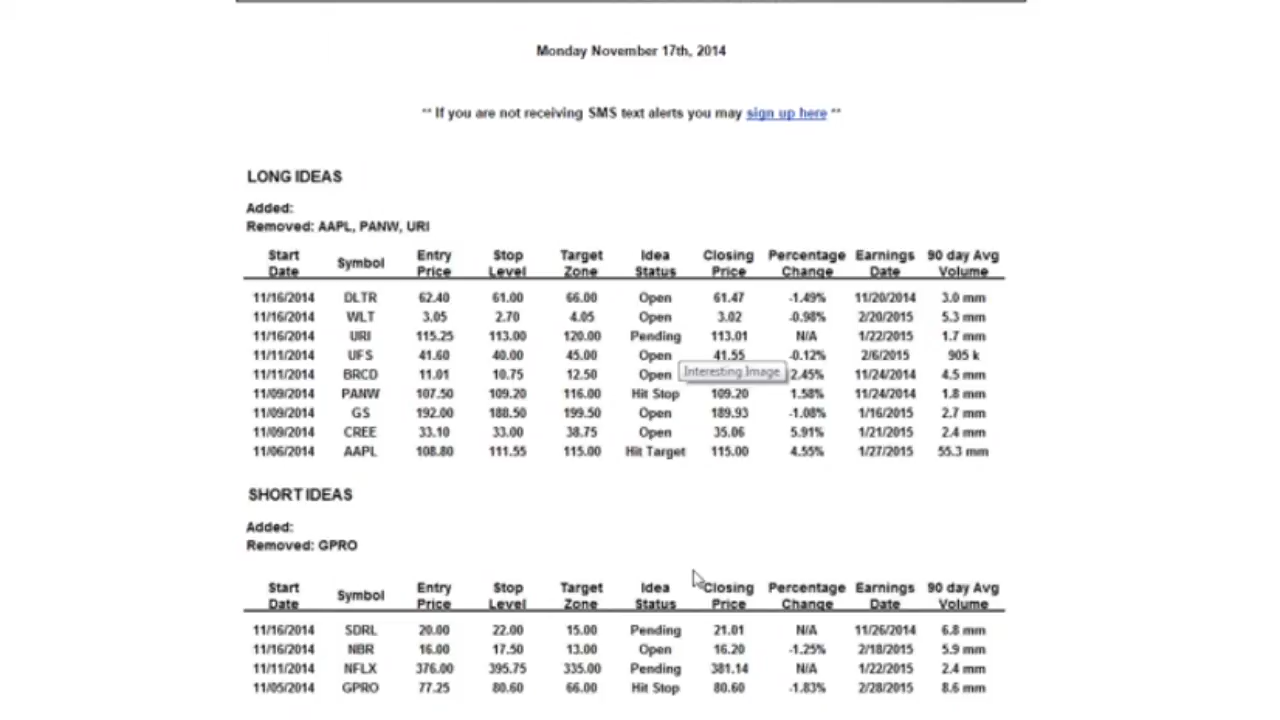 Monday November 17th, 2014
** If you are not receiving SMS text alerts you may sign up here **
LONG IDEAS
Added:
Removed: AAPL, PANW, URI
Start Date Symbol Entry Price Stop Level Target Zone Idea Status Closing Price Percentage Change Earnings Date 90 day Avg Volume
11/16/2014 DLTR 62.40 61.00 66.00 Open 61.47 -1.49% 11/20/2014 3.0 mm
11/16/2014 WLT 3.05 2.70 4.05 Open 3.02 -0.98% 2/20/2015 5.3 mm
11/16/2014 URI 115.25 113.00 120.00 Pending 113.01 N/A 1/22/2015 1.7 mm
11/11/2014 UFS 41.60 40.00 45.00 Open 41.55 -0.12% 2/6/2015 905 k
11/11/2014 BRCD 11.01 10.75 12.50 Open Interesting Image 2.45% 11/24/2014 4.5 mm
11/09/2014 PANW 107.50 109.20 116.00 Hit Stop 109.20 1.58% 11/24/2014 1.8 mm
11/09/2014 GS 192.00 188.50 199.50 Open 189.93 -1.08% 1/16/2015 2.7 mm
11/09/2014 CREE 33.10 33.00 38.75 Open 35.06 5.91% 1/21/2015 2.4 mm
11/06/2014 AAPL 108.80 111.55 115.00 Hit Target 115.00 4.55% 1/27/2015 55.3 mm
SHORT IDEAS
Added:
Removed: GPRO
Start Date Symbol Entry Price Stop Level Target Zone Idea Status Closing Price Percentage Change Earnings Date 90 day Avg Volume
11/16/2014 SDRL 20.00 22.00 15.00 Pending 21.01 N/A 11/26/2014 6.8 mm
11/16/2014 NBR 16.00 17.50 13.00 Open 16.20 -1.25% 2/18/2015 5.9 mm
11/11/2014 NFLX 376.00 395.75 335.00 Pending 381.14 N/A 1/22/2015 2.4 mm
11/05/2014 GPRO 77.25 80.60 66.00 Hit Stop 80.60 -1.83% 2/28/2015 8.6 mm